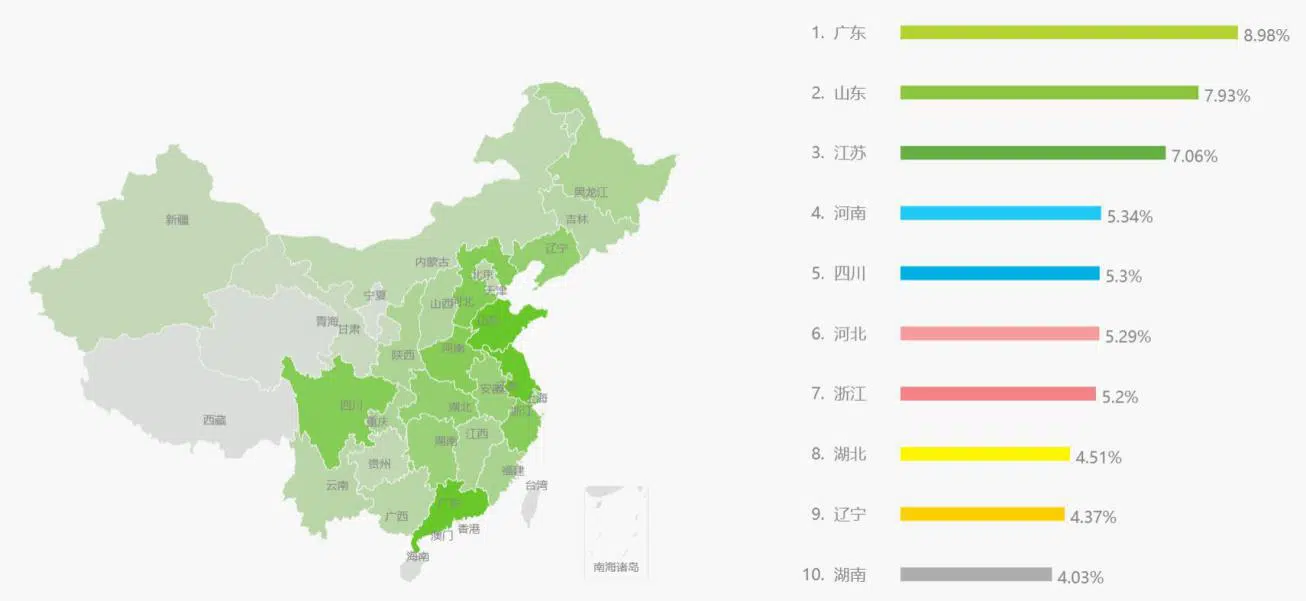 新疆
黑龙江
吉林
辽宁
内蒙古
北京
天津
宁夏
山西
河北
山东
青海
甘肃
河南
陕西
安徽
江苏
上海
四川
湖北
浙江
西藏
重庆
湖南
江西
贵州
福建
云南
台湾
广东
广西
香港
澳门
海南
南海诸岛
1. 广东 8.98%
2. 山东 7.93%
3. 江苏 7.06%
4. 河南 5.34%
5. 四川 5.3%
6. 河北 5.29%
7. 浙江 5.2%
8. 湖北 4.51%
9. 辽宁 4.37%
10. 湖南 4.03%